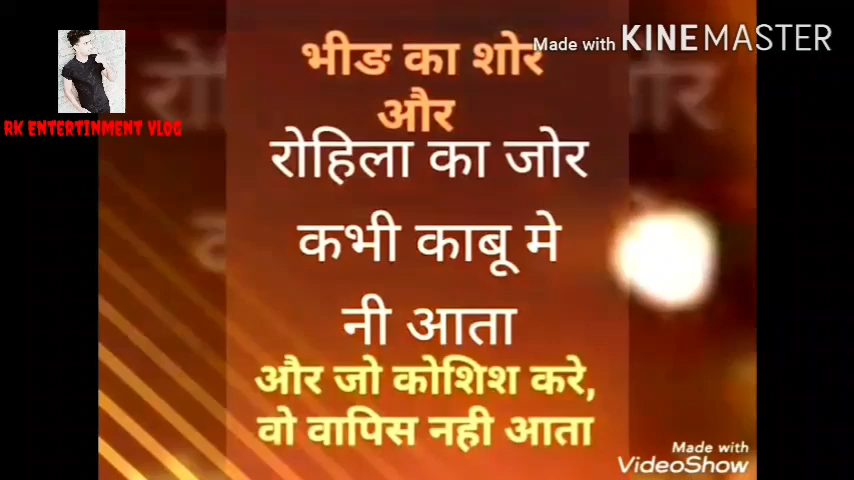 Made with KINEMASTER
RK ENTERTINMENT VLOG
भीङ का शोर
और
रोहिला का जोर
कभी काबू मे
नी आता
और जो कोशिश करे,
वो वापिस नही आता
Made with
VideoShow